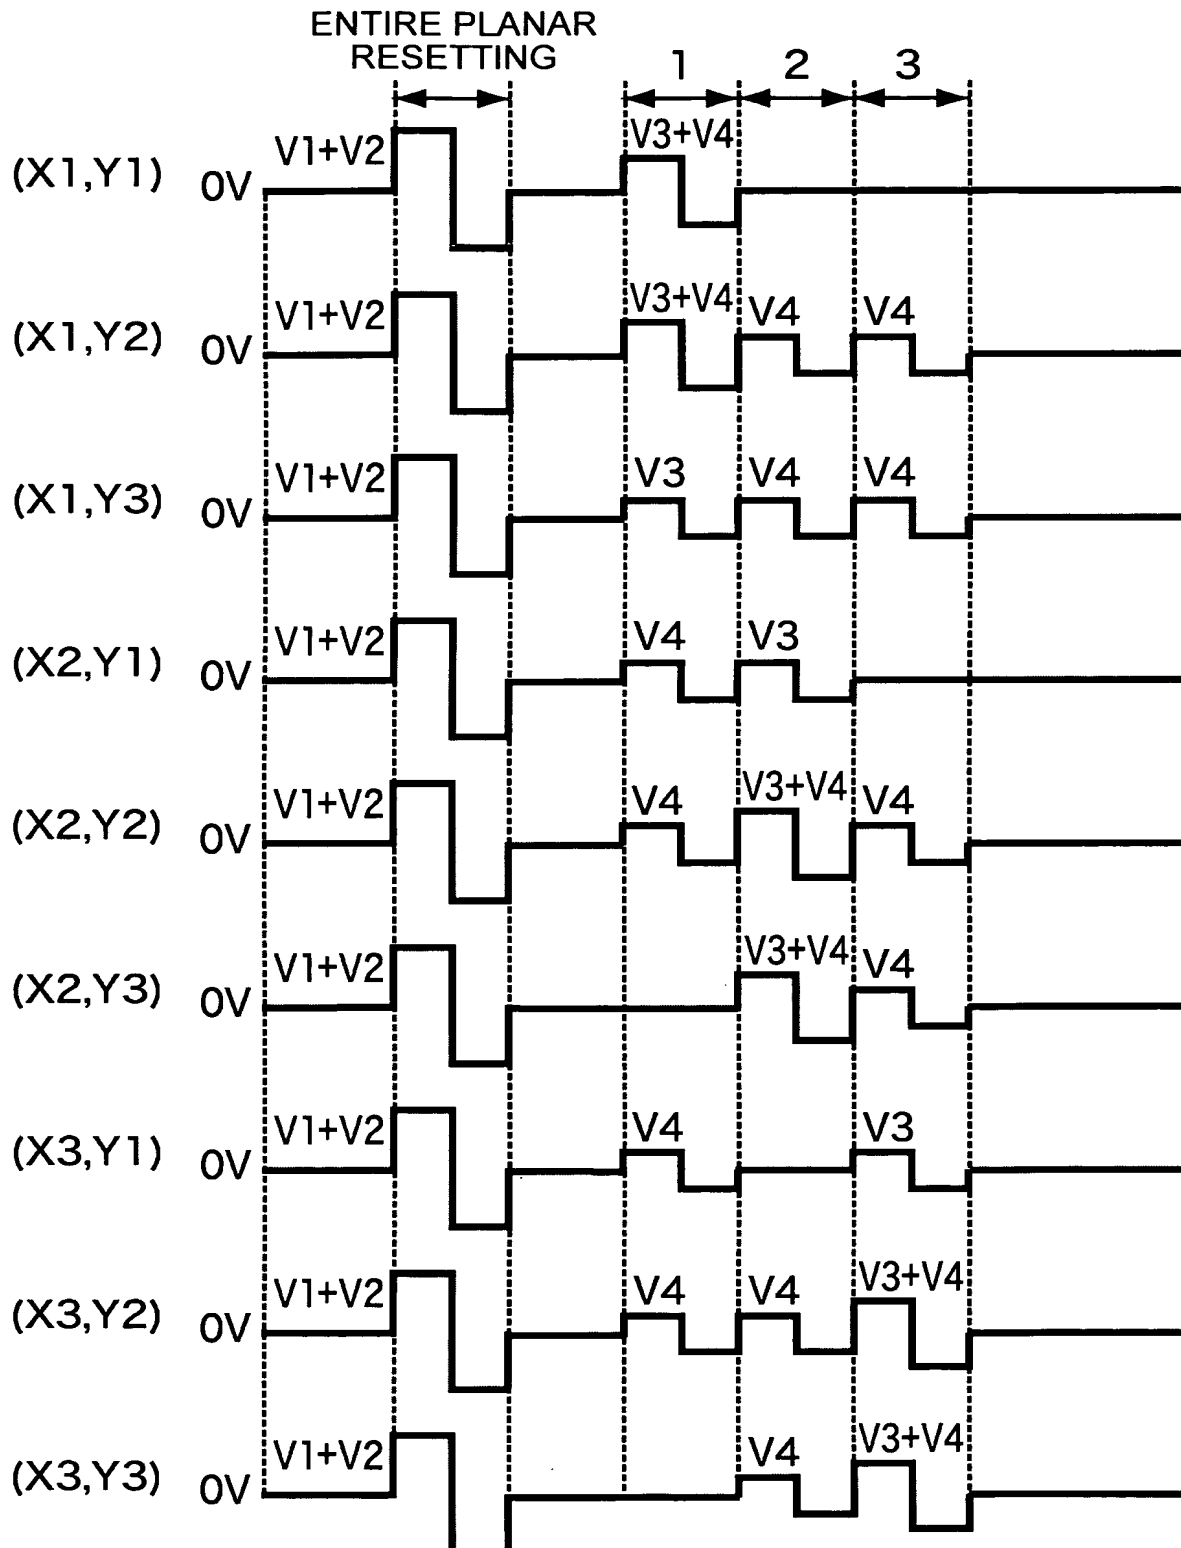 ENTIRE PLANAR
RESETTING
1 2 3
(X1,Y1) 0V V1+V2 V3+V4
(X1,Y2) 0V V1+V2 V3+V4 V4 V4
(X1,Y3) 0V V1+V2 V3 V4 V4
(X2,Y1) 0V V1+V2 V4 V3
(X2,Y2) 0V V1+V2 V4 V3+V4 V4
(X2,Y3) 0V V1+V2 V3+V4 V4
(X3,Y1) 0V V1+V2 V4 V3
(X3,Y2) 0V V1+V2 V4 V4 V3+V4
(X3,Y3) 0V V1+V2 V4 V3+V4